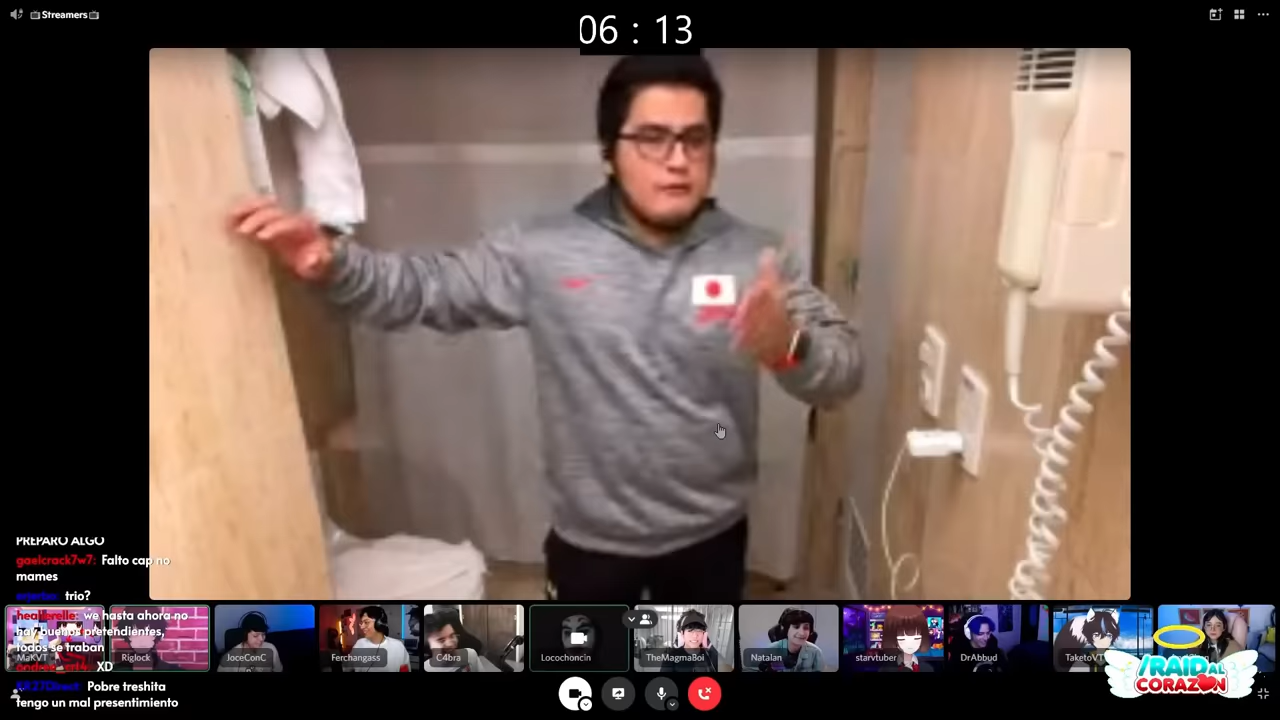 Streamers
06 : 13
PREPARO ALGO
gaelcrack7w7: Falto cap no
mames
trio?
we hasta ahora no
hay buenos pretendientes,
todos se traban
XD
Pobre treshita
tengo un mal presentimiento
Riglock
JoceConC
Ferchangass
C4bra
Locochoncin
TheMagmaBoi
Natalan
starvtuber
DrAbbud
TaketoVT
/RAID AL
CORAZON